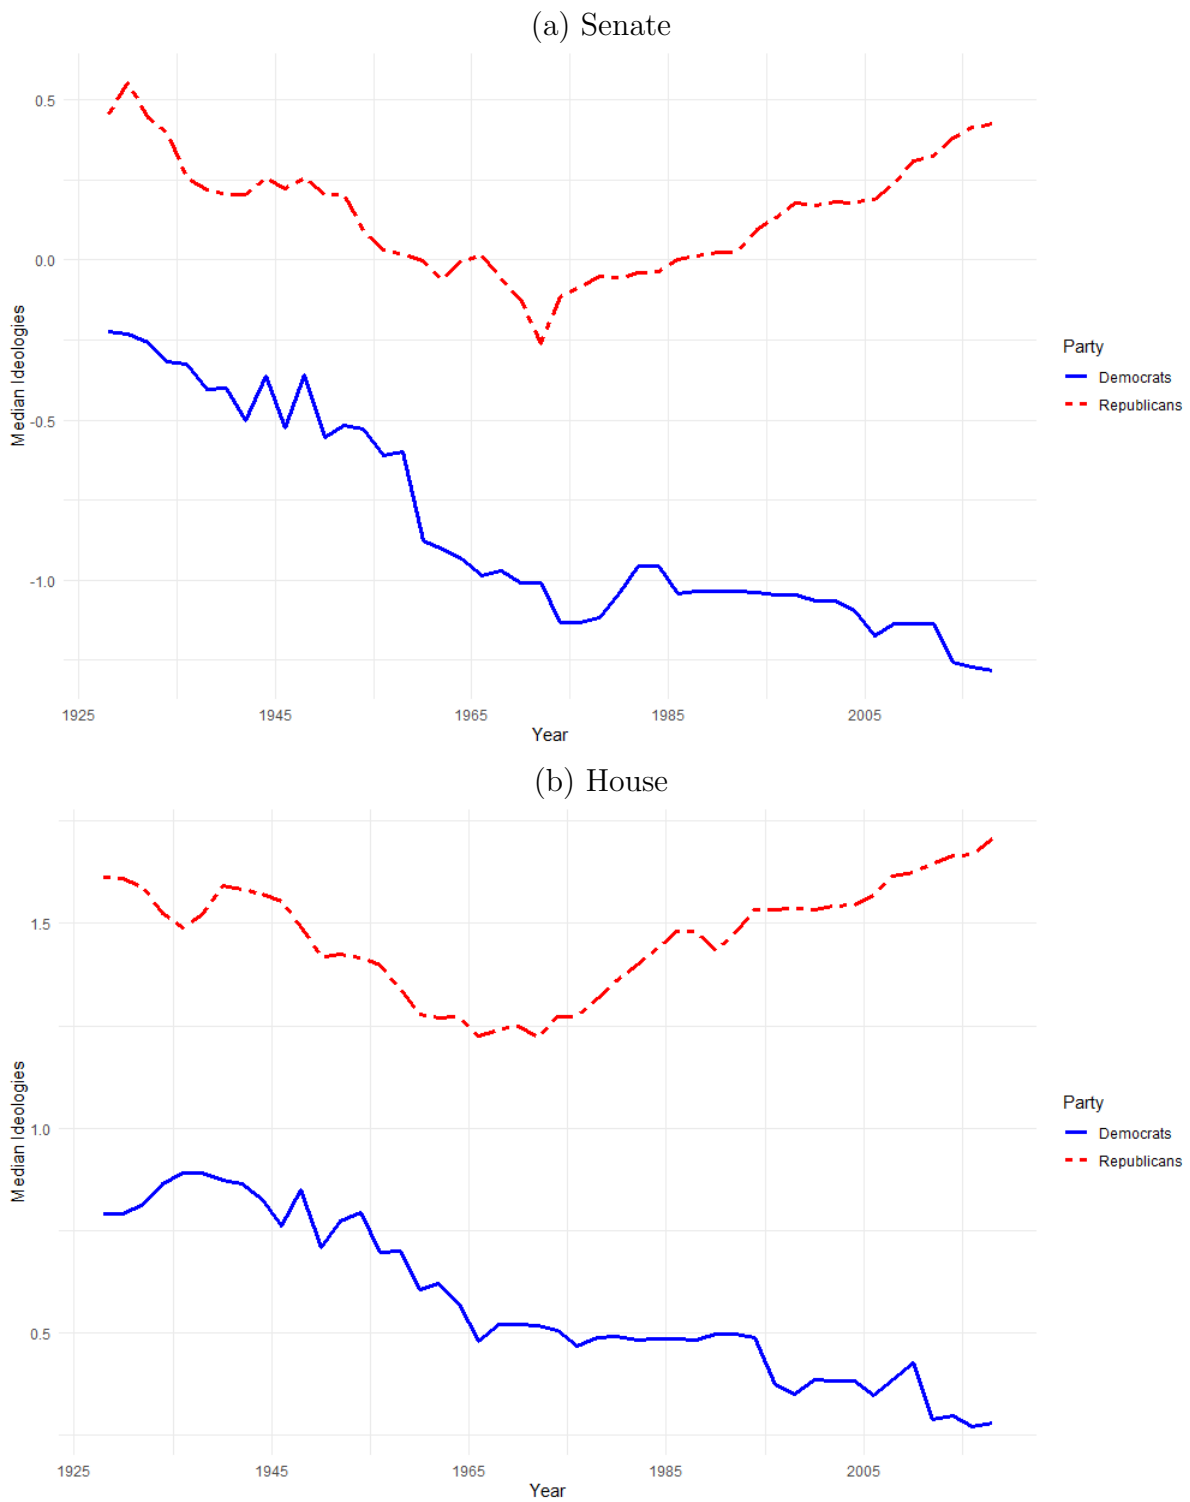 (a) Senate
0.5
0.0
-0.5
-1.0
Median Ideologies
1925 1945 1965 1985 2005
Year
Party
Democrats
Republicans
(b) House
1.5
1.0
0.5
Median Ideologies
1925 1945 1965 1985 2005
Year
Party
Democrats
Republicans